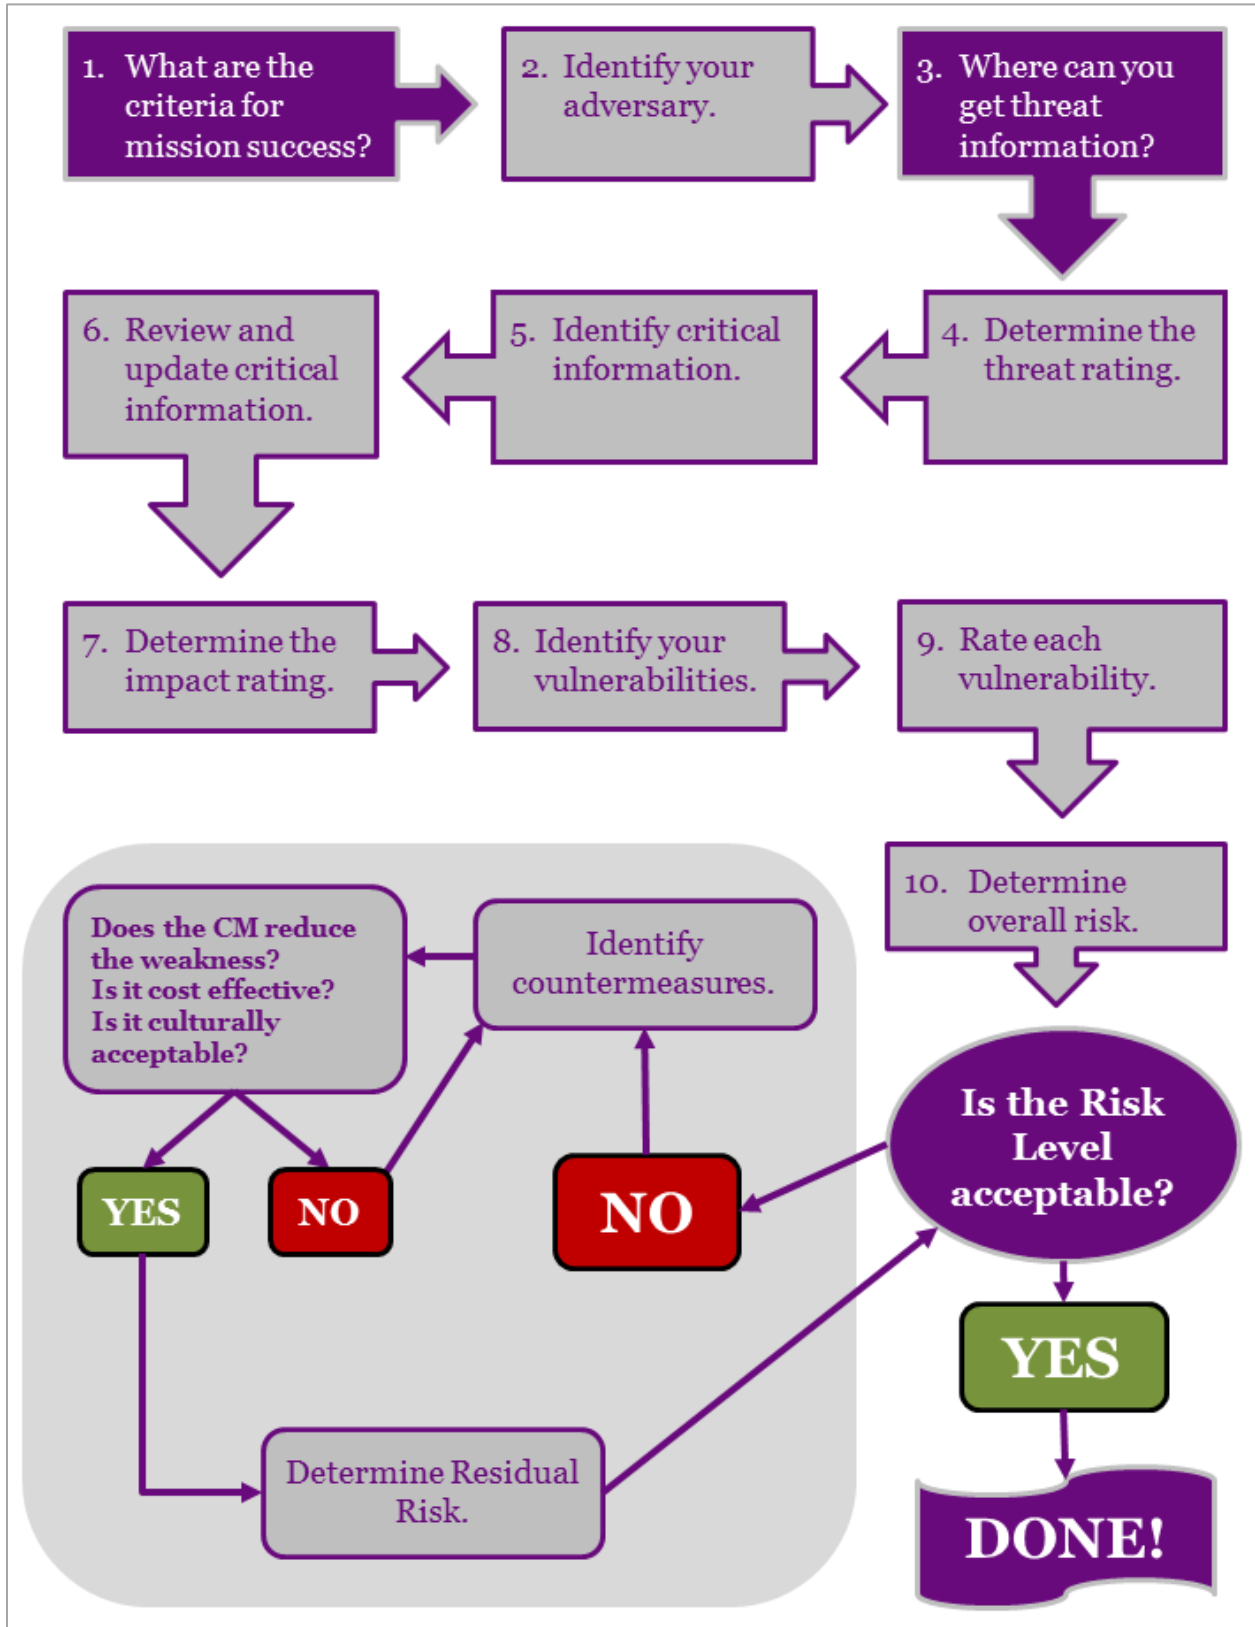 1. What are the
criteria for
mission success?
2. Identify your
adversary.
3. Where can you
get threat
information?
4. Determine the
threat rating.
5. Identify critical
information.
6. Review and
update critical
information.
7. Determine the
impact rating.
8. Identify your
vulnerabilities.
9. Rate each
vulnerability.
10. Determine
overall risk.
Is the Risk
Level
acceptable?
NO
Identify
countermeasures.
Does the CM reduce
the weakness?
Is it cost effective?
Is it culturally
acceptable?
YES
NO
Determine Residual
Risk.
YES
DONE!